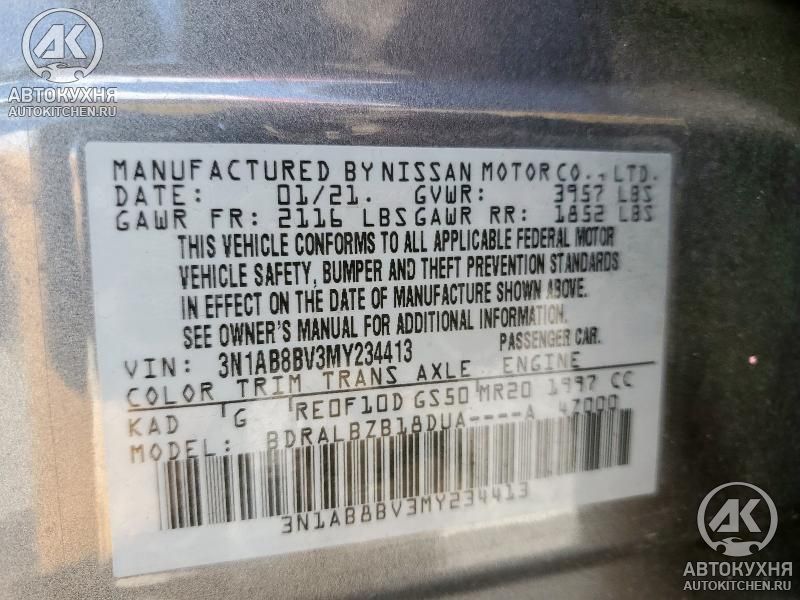 АК
АВТОКУХНЯ
AUTOKITCHEN.RU
MANUFACTURED BY NISSAN MOTOR CO., LTD.
DATE: 01/21. GVWR: 3957 LBS
GAWR FR: 2116 LBS GAWR RR: 1852 LBS
THIS VEHICLE CONFORMS TO ALL APPLICABLE FEDERAL MOTOR
VEHICLE SAFETY, BUMPER AND THEFT PREVENTION STANDARDS
IN EFFECT ON THE DATE OF MANUFACTURE SHOWN ABOVE.
SEE OWNER'S MANUAL FOR ADDITIONAL INFORMATION.
VIN: 3N1AB8BV3MY234413 PASSENGER CAR.
COLOR TRIM TRANS AXLE ENGINE
KAD G RE0F10D GS50 MR20 1997 CC
MODEL: BDRALBZB18DUA----A 47000
3N1AB8BV3MY234413
АК
АВТОКУХНЯ
AUTOKITCHEN.RU